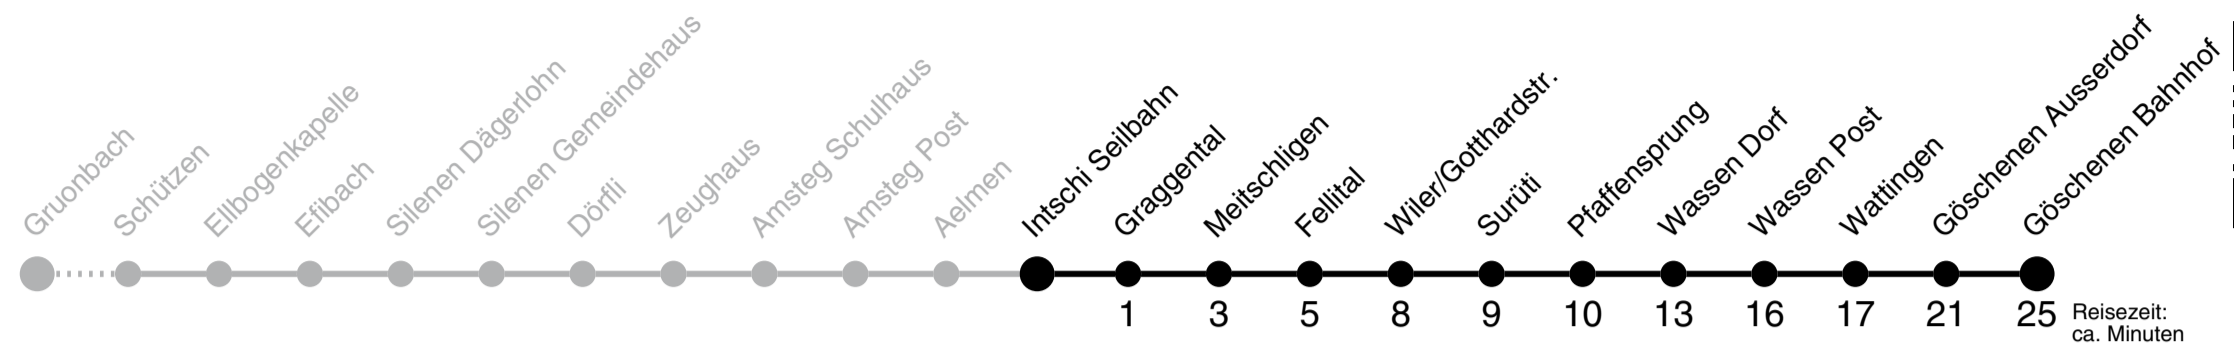 Gruonbach
Schützen
Ellbogenkapelle
Efibach
Silenen Dägerlohn
Silenen Gemeindehaus
Dörfli
Zeughaus
Amsteg Schulhaus
Amsteg Post
Aelmen
Intschi Seilbahn
Graggental
Meitschligen
Fellital
Wiler/Gotthardstr.
Surüti
Pfaffensprung
Wassen Dorf
Wassen Post
Wattingen
Göschenen Ausserdorf
Göschenen Bahnhof
1 3 5 8 9 10 13 16 17 21 25
Reisezeit:
ca. Minuten